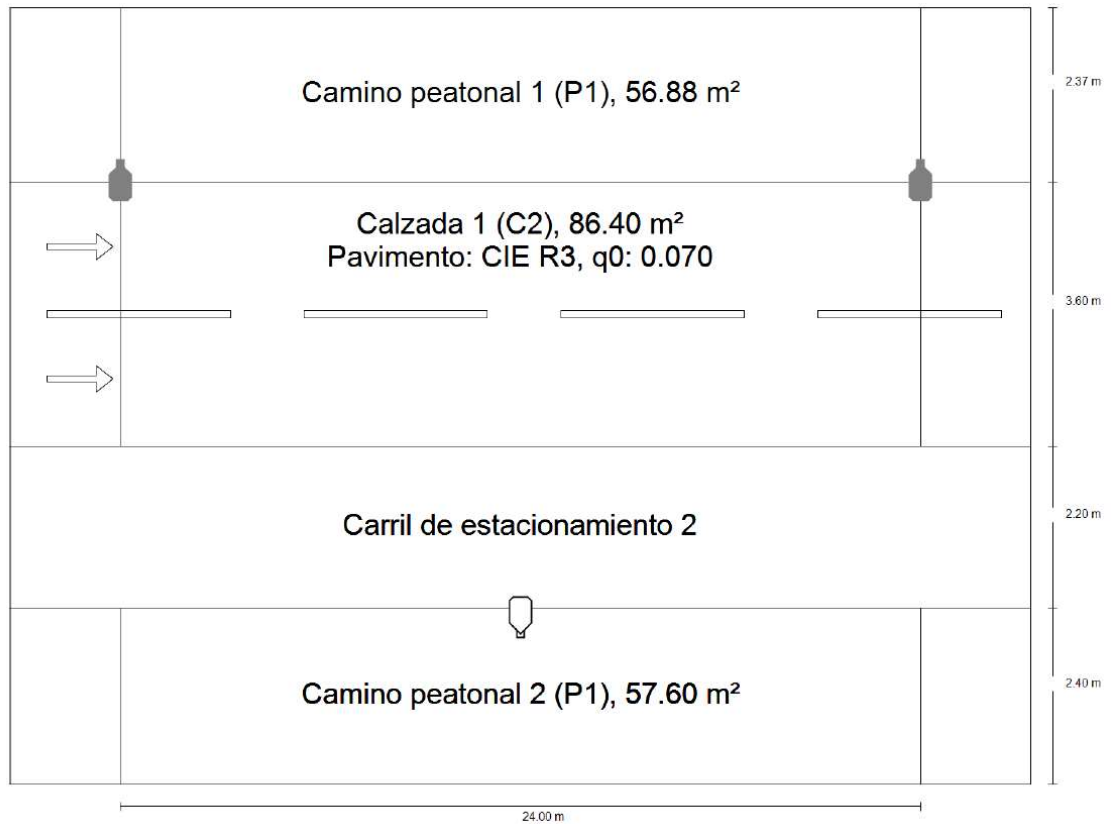 Camino peatonal 1 (P1), 56.88 m²
2.37 m
Calzada 1 (C2), 86.40 m²
Pavimento: CIE R3, q0: 0.070
3.60 m
Carril de estacionamiento 2
2.20 m
Camino peatonal 2 (P1), 57.60 m²
2.40 m
24.00 m